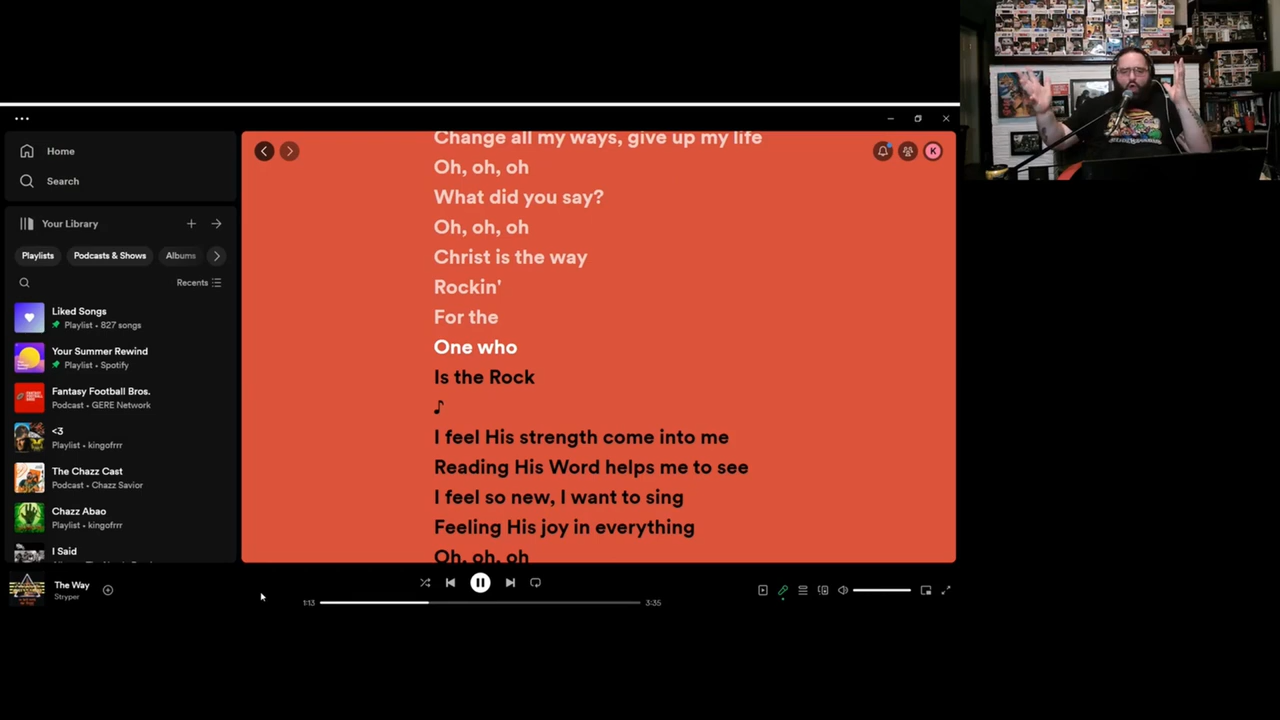 Home
Search
Your Library
Playlists
Podcasts & Shows
Albums
Recents
Liked Songs
Playlist • 827 songs
Your Summer Rewind
Playlist • Spotify
Fantasy Football Bros.
Podcast • GERE Network
<3
Playlist • kingofrrr
The Chazz Cast
Podcast • Chazz Savior
Chazz Abao
Playlist • kingofrrr
I Said
The Way
Stryper
K
Change all my ways, give up my life
Oh, oh, oh
What did you say?
Oh, oh, oh
Christ is the way
Rockin'
For the
One who
Is the Rock
♪
I feel His strength come into me
Reading His Word helps me to see
I feel so new, I want to sing
Feeling His joy in everything
Oh, oh, oh
1:13
3:35